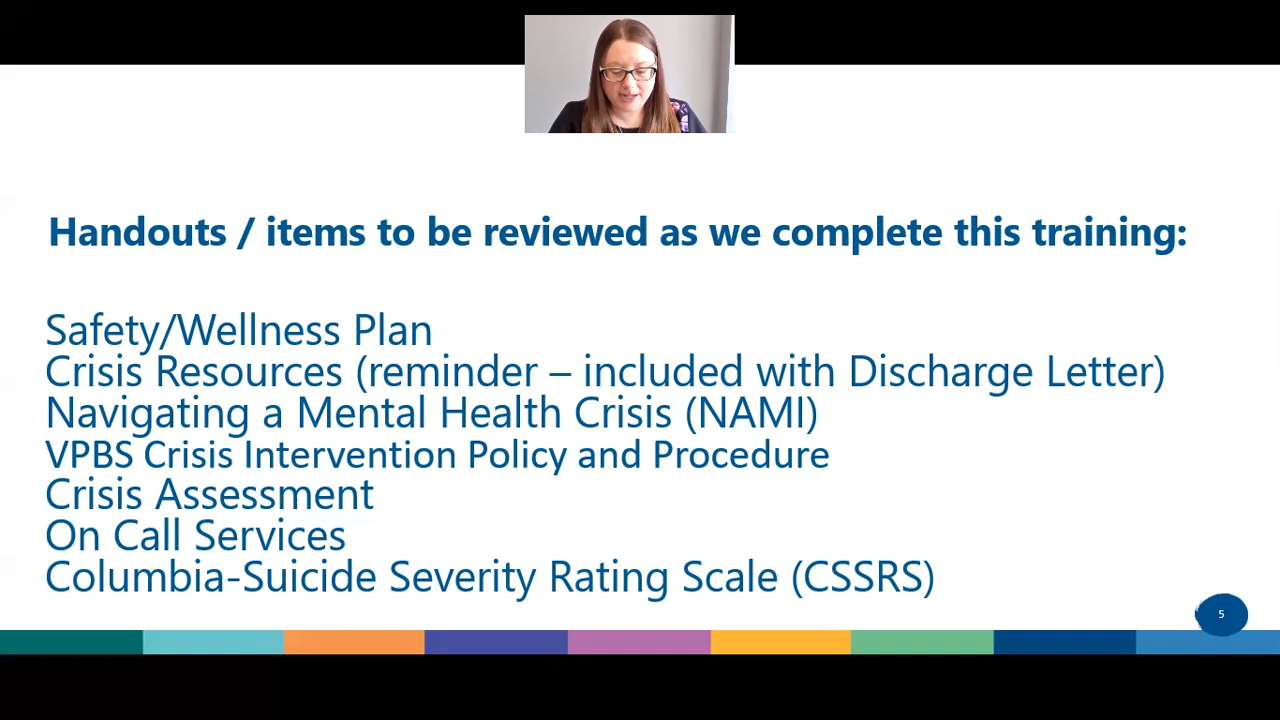 Handouts / items to be reviewed as we complete this training:
Safety/Wellness Plan
Crisis Resources (reminder – included with Discharge Letter)
Navigating a Mental Health Crisis (NAMI)
VPBS Crisis Intervention Policy and Procedure
Crisis Assessment
On Call Services
Columbia-Suicide Severity Rating Scale (CSSRS)
5